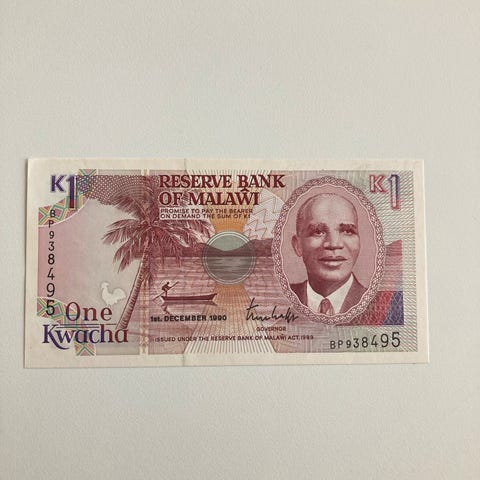 K1
RESERVE BANK
OF MALAŴI
PROMISE TO PAY THE BEARER
ON DEMAND THE SUM OF K1
K1
BP938495
One
Kwacha
1st. DECEMBER 1990
GOVERNOR
ISSUED UNDER THE RESERVE BANK OF MALAWI ACT, 1989
BP938495